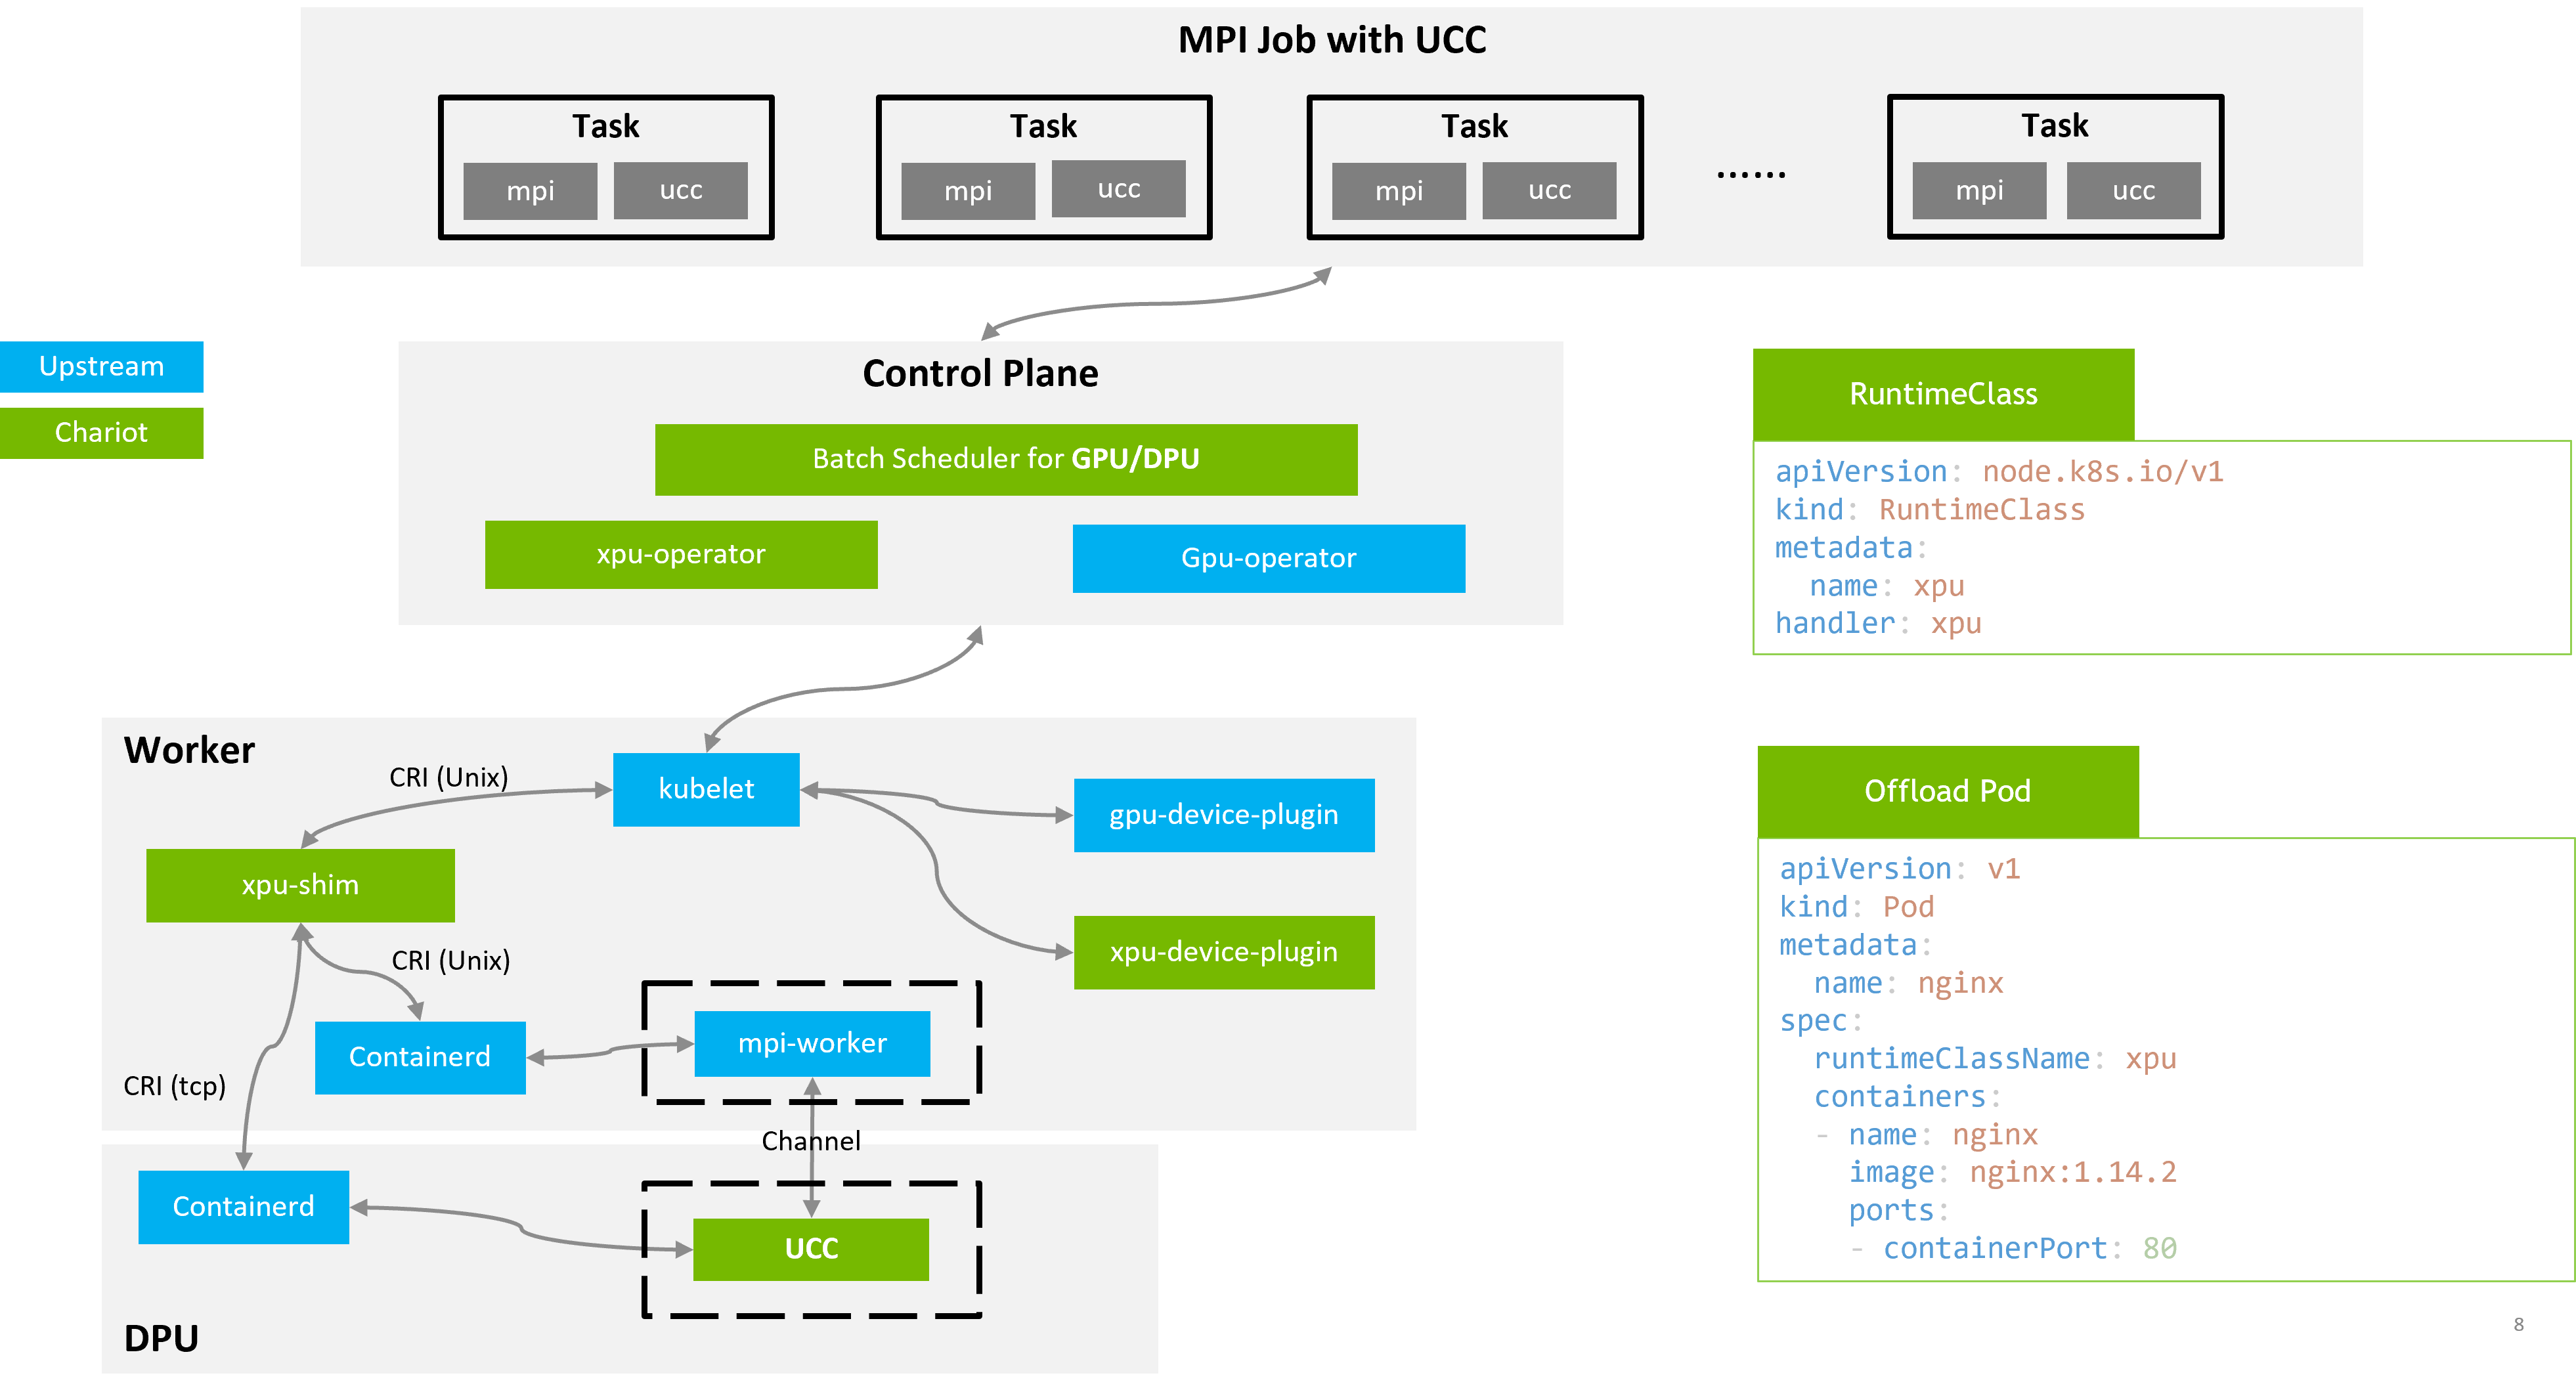 MPI Job with UCC
Task
mpi
ucc
Task
mpi
ucc
Task
mpi
ucc
......
Task
mpi
ucc
Upstream
Chariot
Control Plane
Batch Scheduler for GPU/DPU
xpu-operator
Gpu-operator
Worker
CRI (Unix)
kubelet
gpu-device-plugin
xpu-shim
xpu-device-plugin
CRI (Unix)
Containerd
mpi-worker
CRI (tcp)
Channel
Containerd
UCC
DPU
RuntimeClass
apiVersion: node.k8s.io/v1
kind: RuntimeClass
metadata:
  name: xpu
handler: xpu
Offload Pod
apiVersion: v1
kind: Pod
metadata:
  name: nginx
spec:
  runtimeClassName: xpu
  containers:
  - name: nginx
    image: nginx:1.14.2
    ports:
    - containerPort: 80
8